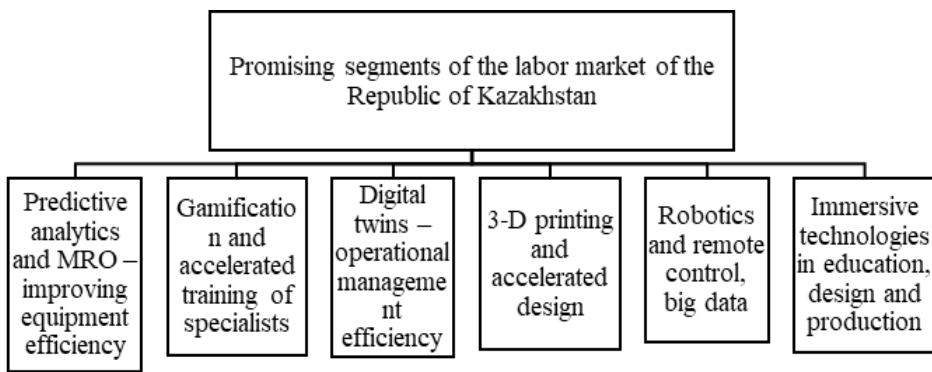 Promising segments of the labor market of the
Republic of Kazakhstan
Predictive
analytics
and MRO –
improving
equipment
efficiency
Gamificatio
n and
accelerated
training of
specialists
Digital
twins –
operational
manageme
nt
efficiency
3-D printing
and
accelerated
design
Robotics
and remote
control,
big data
Immersive
technologies
in education,
design and
production